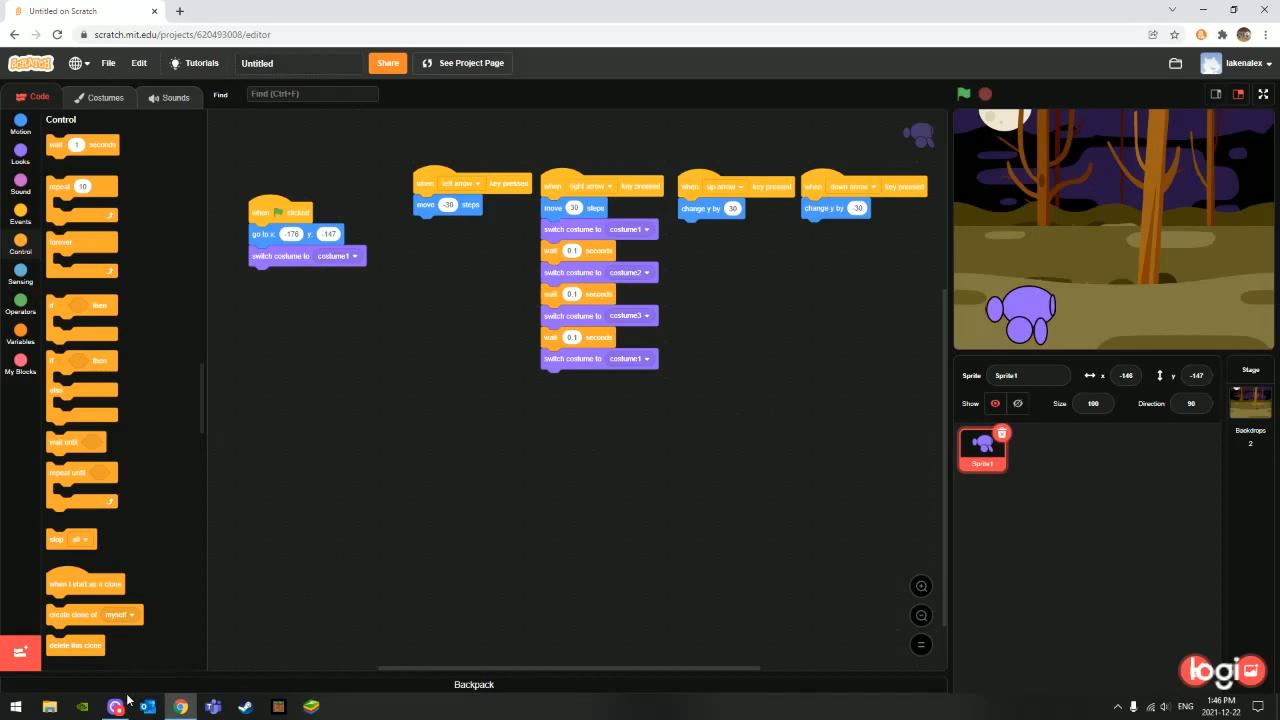 Untitled on Scratch
scratch.mit.edu/projects/620493008/editor
SCRATCH
File
Edit
Tutorials
Untitled
Share
See Project Page
lakenalex
Code
Costumes
Sounds
Find
Find (Ctrl+F)
Motion
Looks
Sound
Events
Control
Sensing
Operators
Variables
My Blocks
Control
wait 1 seconds
repeat 10
forever
if then
if then
else
wait until
repeat until
stop all
when I start as a clone
create clone of myself
delete this clone
when clicked
go to x: -176 y: -147
switch costume to costume1
when left arrow key pressed
move -30 steps
when right arrow key pressed
move 30 steps
switch costume to costume1
wait 0.1 seconds
switch costume to costume2
wait 0.1 seconds
switch costume to costume3
wait 0.1 seconds
switch costume to costume1
when up arrow key pressed
change y by 30
when down arrow key pressed
change y by -30
Sprite Sprite1 x -146 y -147
Show Size 100 Direction 90
Sprite1
Stage
Backdrops
2
logi
Backpack
ENG
1:46 PM
2021-12-22